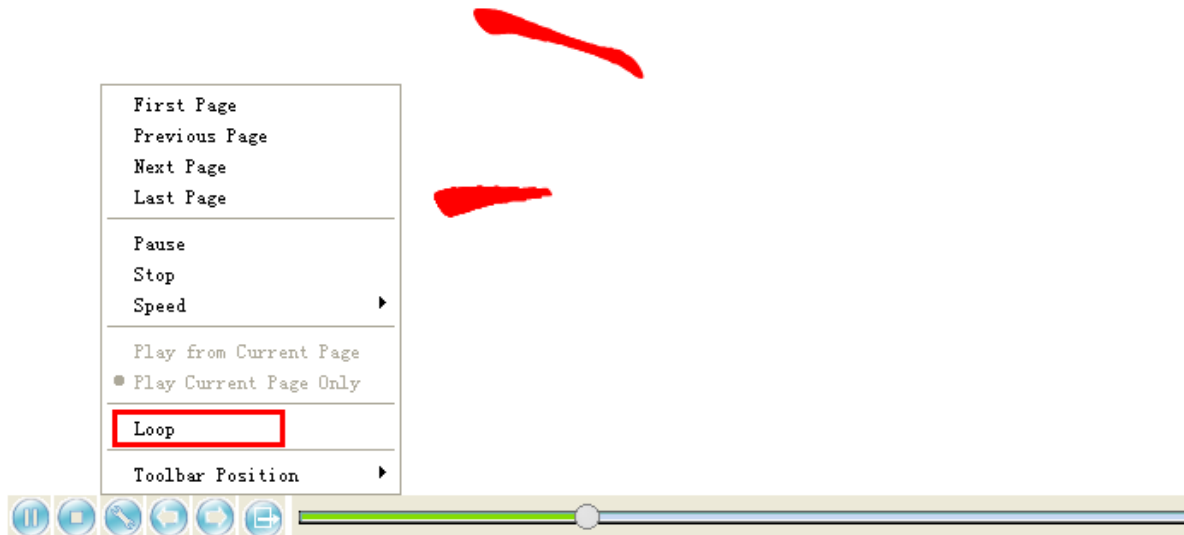 First Page
Previous Page
Next Page
Last Page
Pause
Stop
Speed
Play from Current Page
Play Current Page Only
Loop
Toolbar Position